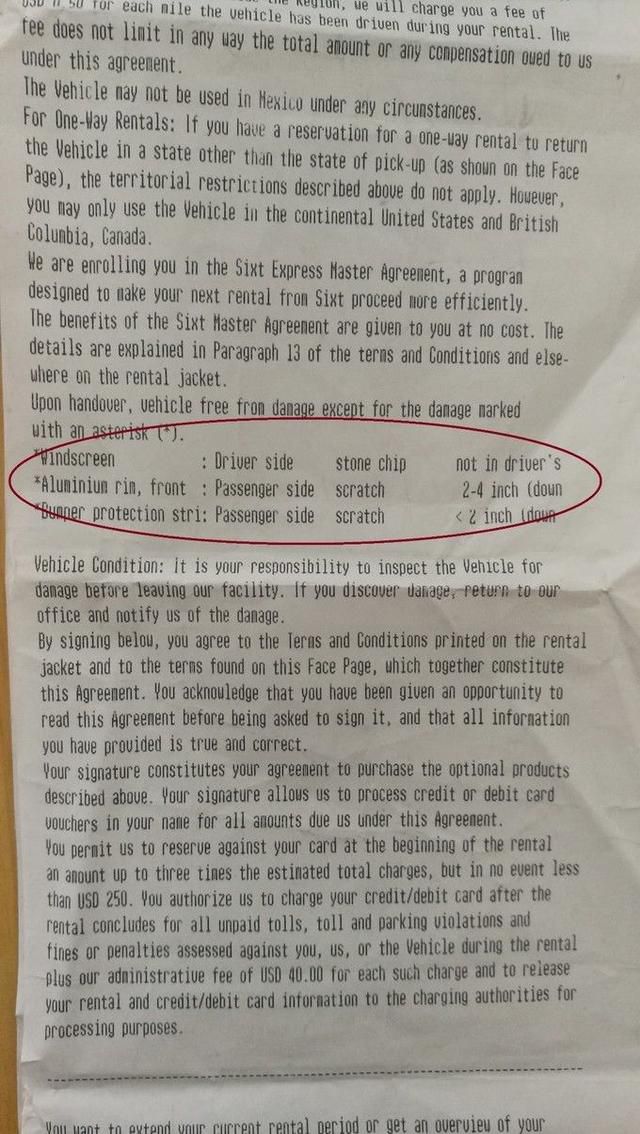 for each mile the vehicle has been driven during your rental. The
Region, we will charge you a fee of
fee does not limit in any way the total amount or any compensation owed to us
under this agreement.
The Vehicle may not be used in Mexico under any circumstances.
For One-Way Rentals: If you have a reservation for a one-way rental to return
the Vehicle in a state other than the state of pick-up (as shown on the Face
Page), the territorial restrictions described above do not apply. However,
you may only use the Vehicle in the continental United States and British
Columbia, Canada.
We are enrolling you in the Sixt Express Master Agreement, a program
designed to make your next rental from Sixt proceed more efficiently.
The benefits of the Sixt Master Agreement are given to you at no cost. The
details are explained in Paragraph 13 of the terms and Conditions and else-
where on the rental jacket.
Upon handover, vehicle free from damage except for the damage marked
with an asterisk (*).
*Windscreen : Driver side stone chip not in driver's
*Aluminium rim, front : Passenger side scratch 2-4 inch (down
*Bumper protection stri: Passenger side scratch < 2 inch (down
Vehicle Condition: It is your responsibility to inspect the Vehicle for
damage before leaving our facility. If you discover damage, return to our
office and notify us of the damage.
By signing below, you agree to the Terms and Conditions printed on the rental
jacket and to the terms found on this Face Page, which together constitute
this Agreement. You acknowledge that you have been given an opportunity to
read this Agreement before being asked to sign it, and that all information
you have provided is true and correct.
Your signature constitutes your agreement to purchase the optional products
described above. Your signature allows us to process credit or debit card
vouchers in your name for all amounts due us under this Agreement.
You permit us to reserve against your card at the beginning of the rental
an amount up to three times the estimated total charges, but in no event less
than USD 250. You authorize us to charge your credit/debit card after the
rental concludes for all unpaid tolls, toll and parking violations and
fines or penalties assessed against you, us, or the Vehicle during the rental
plus our administrative fee of USD 40.00 for each such charge and to release
your rental and credit/debit card information to the charging authorities for
processing purposes.
You want to extend your current rental period or get an overview of your